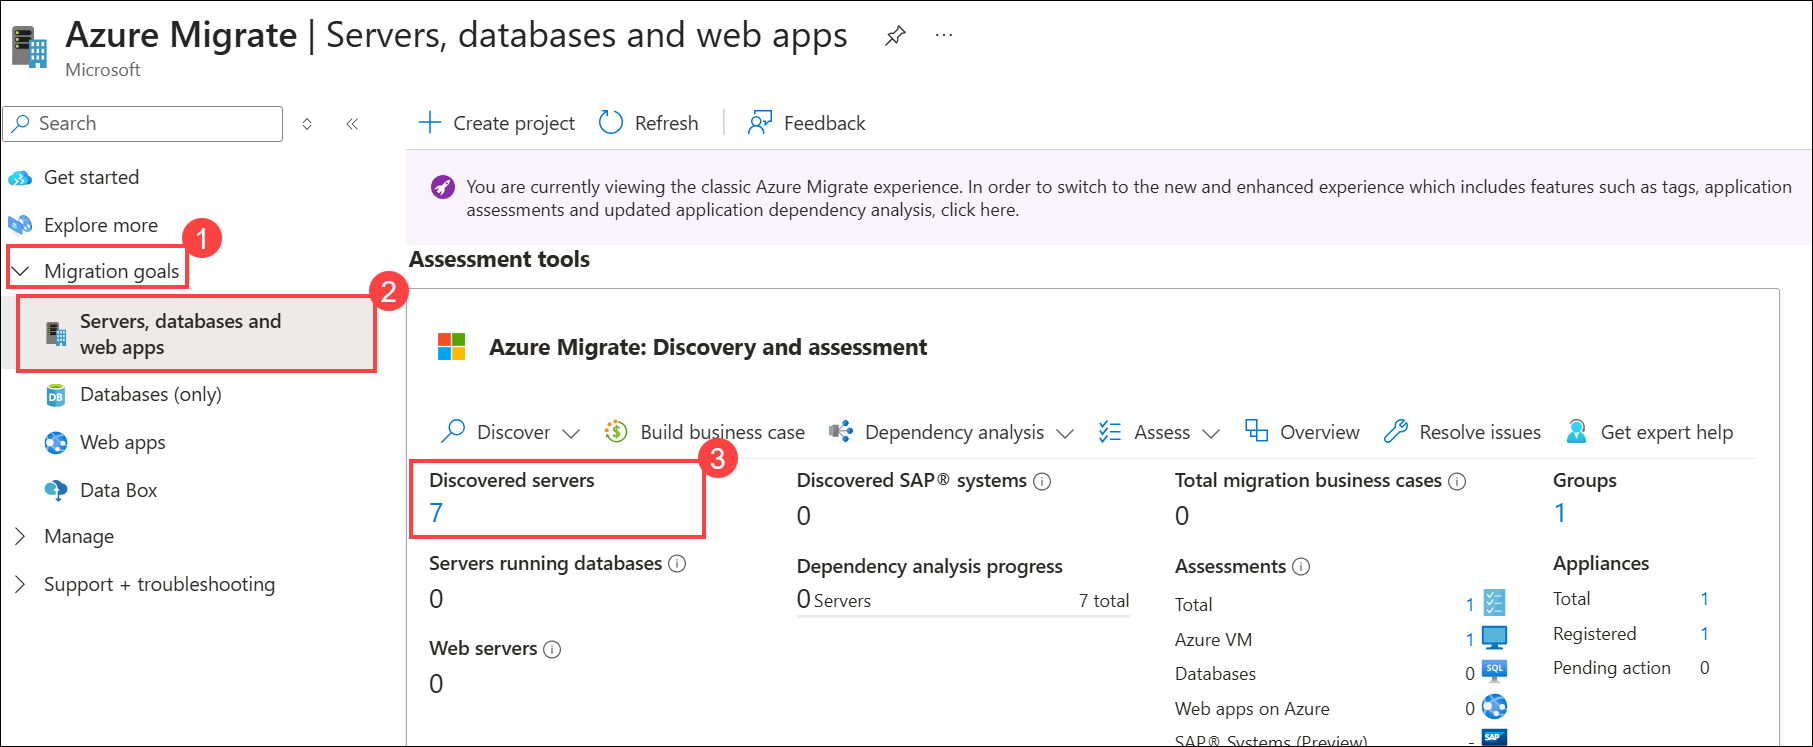 Azure Migrate | Servers, databases and web apps
Microsoft
Search
Get started
Explore more
1
Migration goals
2
Servers, databases and
web apps
Databases (only)
DB
Web apps
Data Box
Manage
Support + troubleshooting
Create project
Refresh
Feedback
You are currently viewing the classic Azure Migrate experience. In order to switch to the new and enhanced experience which includes features such as tags, application
assessments and updated application dependency analysis, click here.
Assessment tools
Azure Migrate: Discovery and assessment
Discover
Build business case
Dependency analysis
Assess
Overview
Resolve issues
Get expert help
3
Discovered servers
7
Servers running databases
0
Web servers
0
Discovered SAP® systems
0
Dependency analysis progress
0 Servers 7 total
Total migration business cases
0
Assessments
Total 1
Azure VM 1
Databases 0 SQL
Web apps on Azure 0
SAP® Systems (Preview) - SAP
Groups
1
Appliances
Total 1
Registered 1
Pending action 0